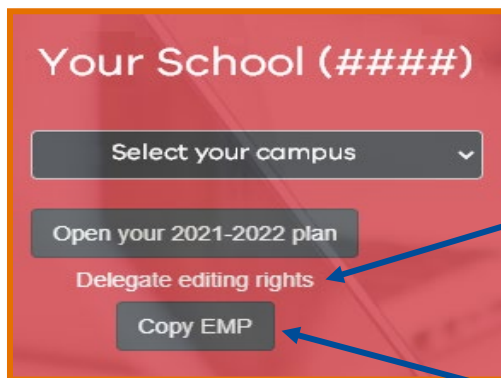 Your School (####)
Select your campus
Open your 2021-2022 plan
Delegate editing rights
Copy EMP